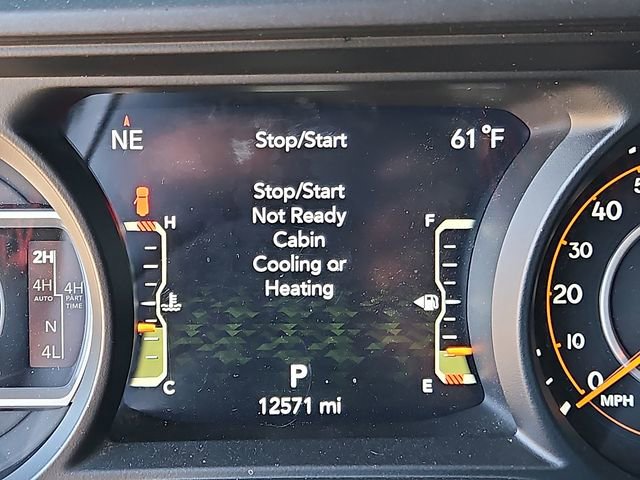 NE
Stop/Start
61°F
Stop/Start
Not Ready
Cabin
Cooling or
Heating
H
C
F
E
P
12571 mi
2H
4H
AUTO
4H
PART
TIME
N
4L
40
30
20
10
0
MPH